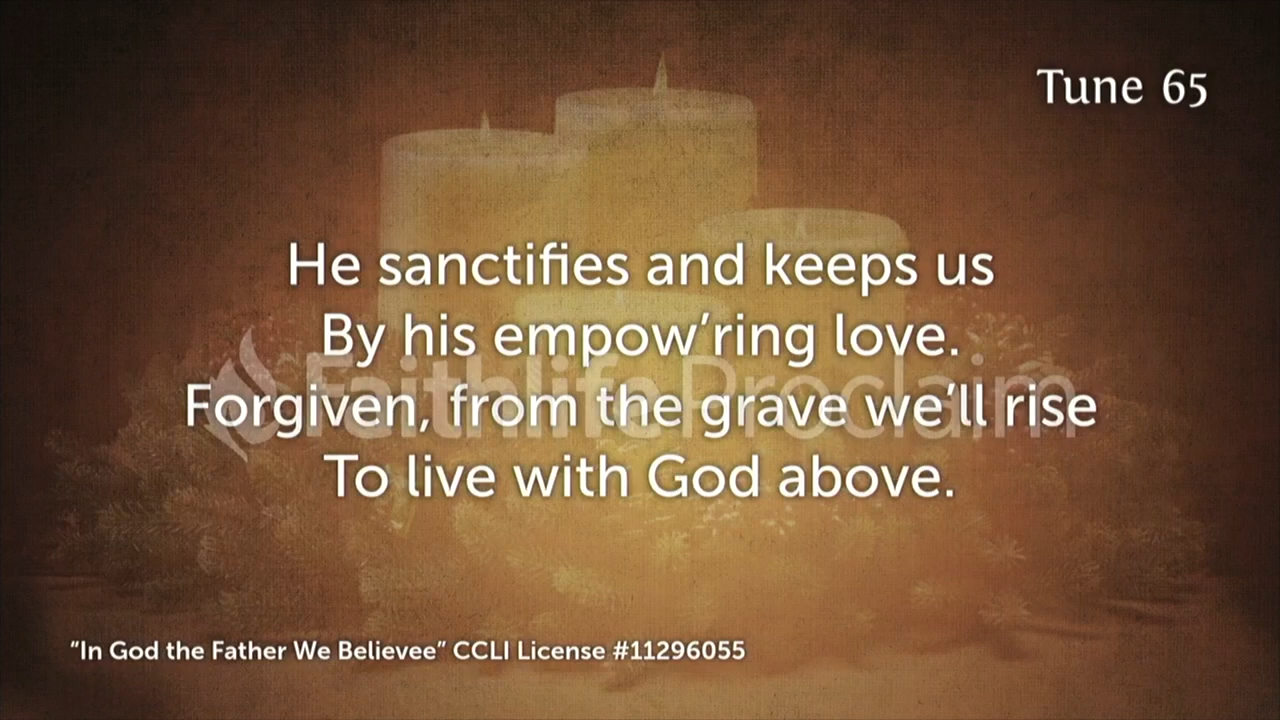 Tune 65
He sanctifies and keeps us
By his empow’ring love.
Faithlife Proclaim
Forgiven, from the grave we’ll rise
To live with God above.
“In God the Father We Believee” CCLI License #11296055